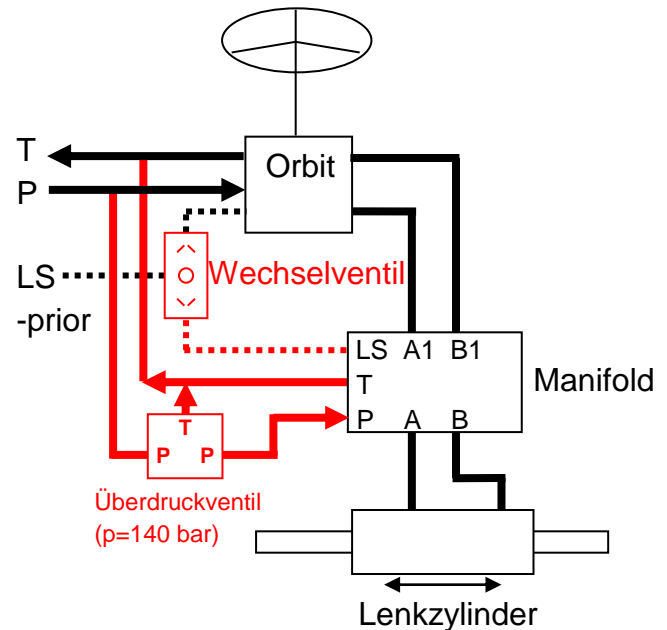 T
Orbit
P
LS
-prior
Wechselventil
LS A1 B1
T
P A B
Manifold
T
P P
Überdruckventil
(p=140 bar)
Lenkzylinder